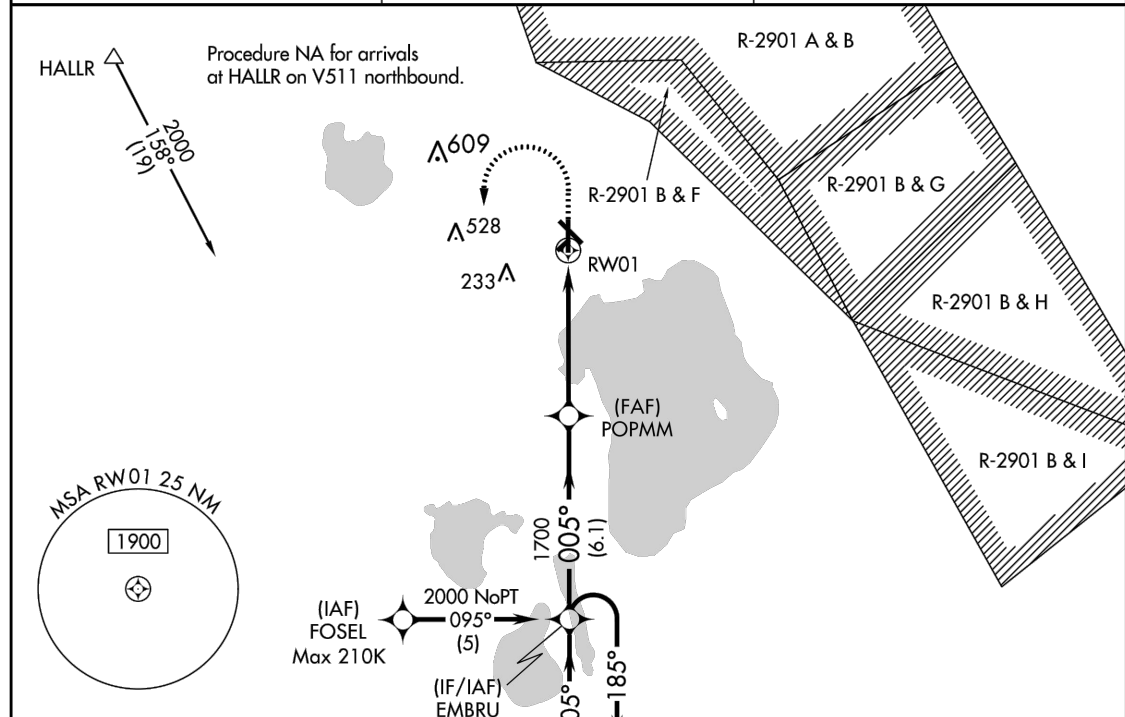 HALLR
Procedure NA for arrivals
at HALLR on V511 northbound.
2000
158°
(19)
R-2901 A & B
609
R-2901 B & G
R-2901 B & F
528
RW01
233
R-2901 B & H
(FAF)
POPMM
R-2901 B & I
MSA RW01 25 NM
1900
1700
005°
(6.1)
(IAF)
FOSEL
Max 210K
2000 NoPT
095°
(5)
(IF/IAF)
EMBRU
05°
185°